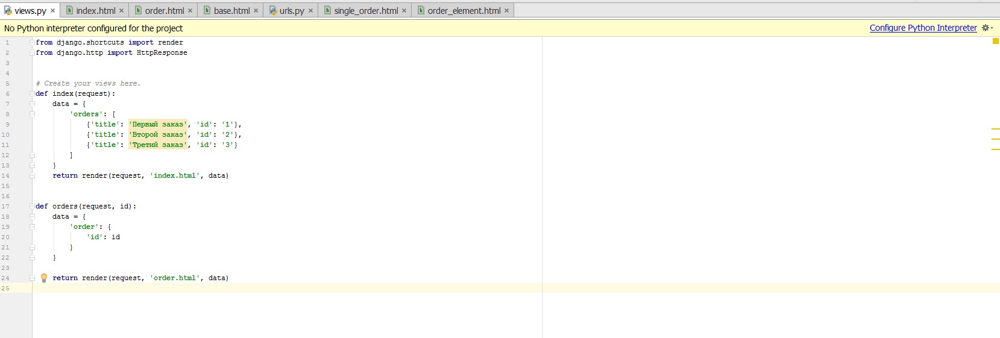 views.py index.html order.html base.html urls.py single_order.html order_element.html
No Python interpreter configured for the project Configure Python Interpreter
1 from django.shortcuts import render
2 from django.http import HttpResponse
3
4
5 # Create your views here.
6 def index(request):
7 data = {
8 'orders': [
9 {'title': 'Первый заказ', 'id': '1'},
10 {'title': 'Второй заказ', 'id': '2'},
11 {'title': 'Третий заказ', 'id': '3'}
12 ]
13 }
14 return render(request, 'index.html', data)
15
16
17 def orders(request, id):
18 data = {
19 'order': {
20 'id': id
21 }
22 }
23
24 return render(request, 'order.html', data)
25